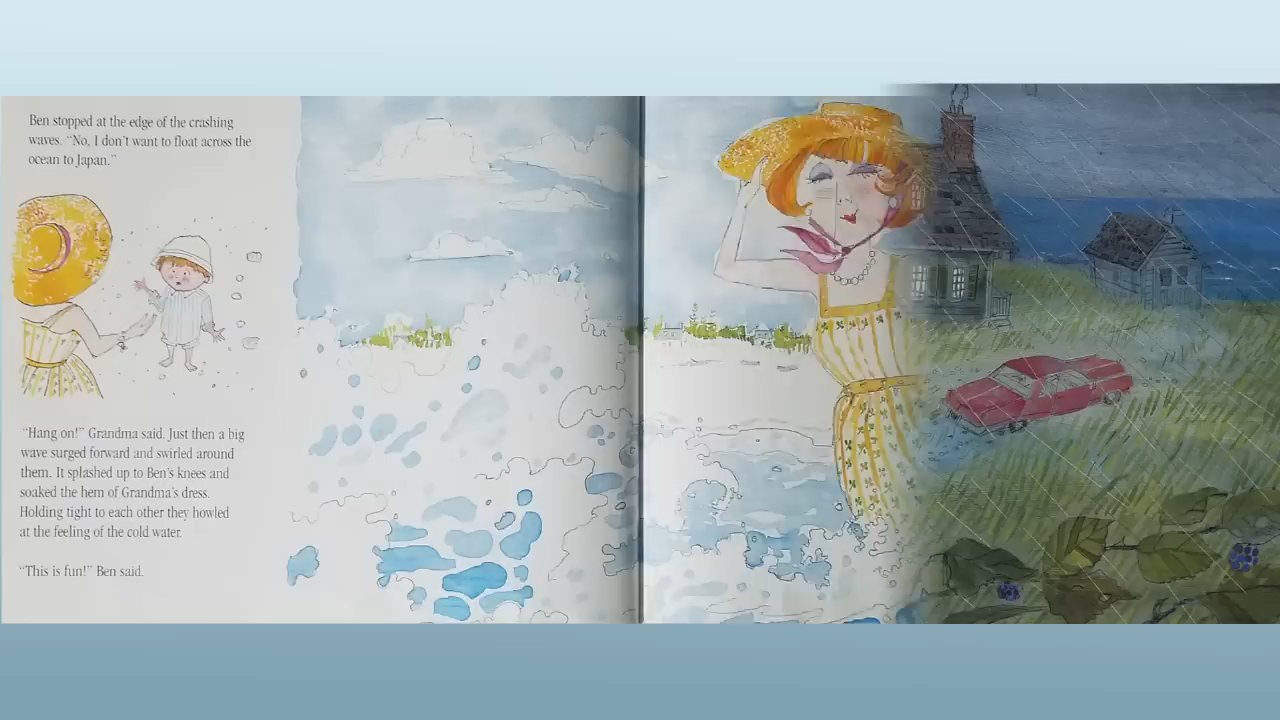 Ben stopped at the edge of the crashing
waves. “No, I don’t want to float across the
ocean to Japan.”
“Hang on!” Grandma said. Just then a big
wave surged forward and swirled around
them. It splashed up to Ben’s knees and
soaked the hem of Grandma’s dress.
Holding tight to each other they howled
at the feeling of the cold water.
“This is fun!” Ben said.